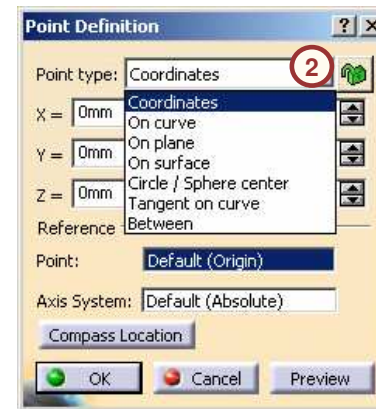 Point Definition ? X
Point type: Coordinates 2
Coordinates
X = 0mm
On curve
On plane
Y = 0mm
On surface
Circle / Sphere center
Z = 0mm
Tangent on curve
Between
Reference
Point: Default (Origin)
Axis System: Default (Absolute)
Compass Location
OK Cancel Preview